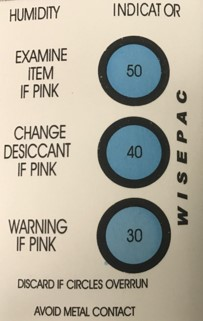 HUMIDITY INDICATOR
EXAMINE
ITEM
IF PINK
50
CHANGE
DESICCANT
IF PINK
40
WARNING
IF PINK
30
WISEPAC
DISCARD IF CIRCLES OVERRUN
AVOID METAL CONTACT